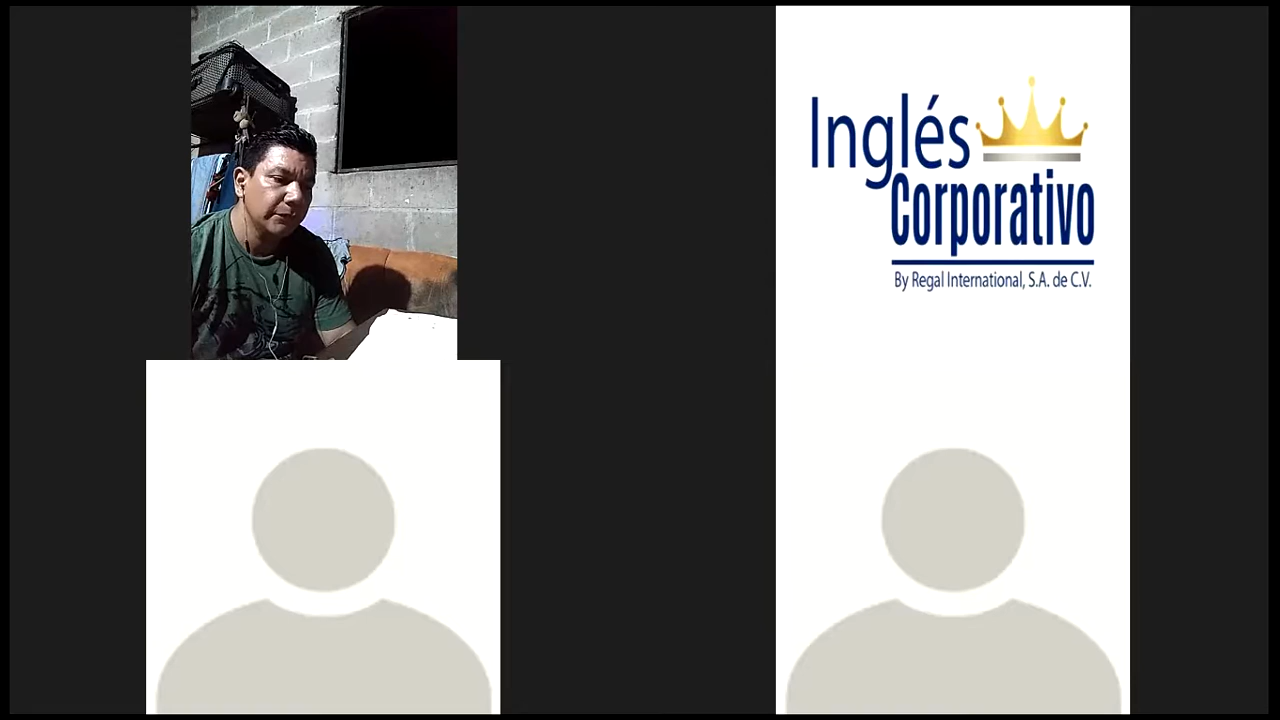 Inglés
Corporativo
By Regal International, S.A. de C.V.